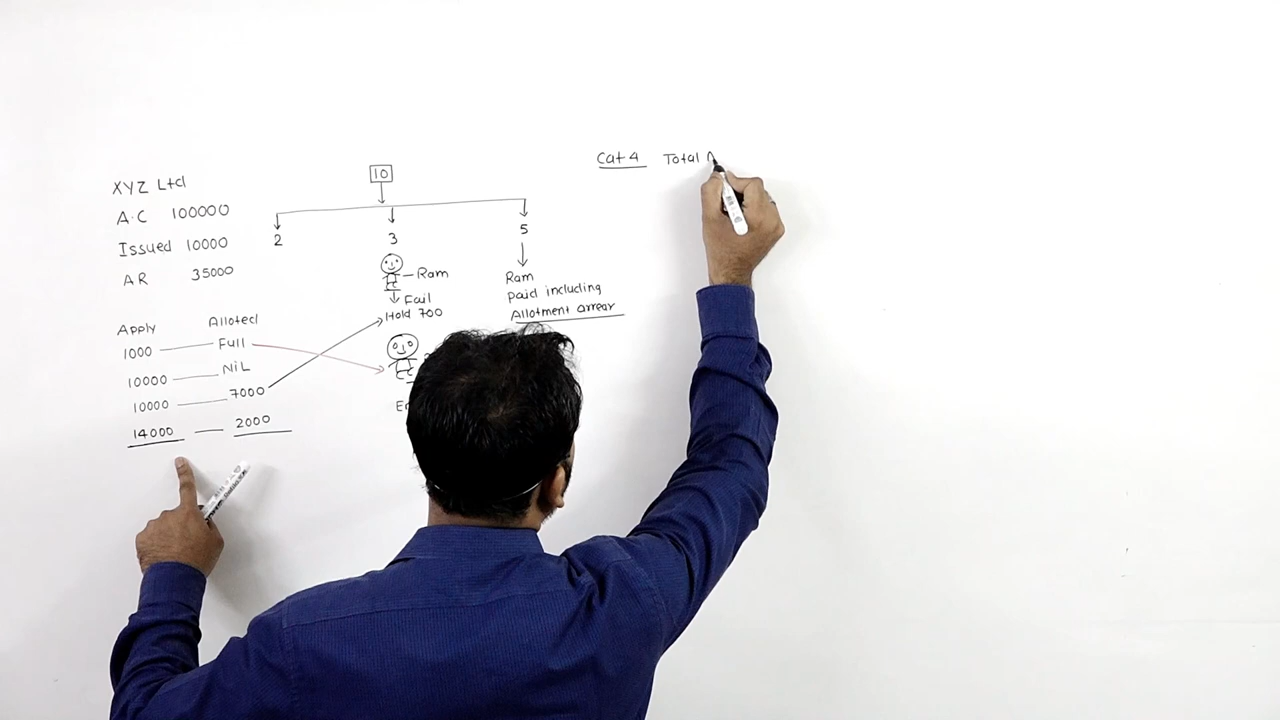 XYZ Ltd
A.C 100000
Issued 10000
AR 35000
Apply Alloted
1000 Full
10000 NiL
10000 7000
14000 2000
10
2 3 5
Ram
Fail
Hold 700
Ram
paid including
Allotment arrear
Cat 4 Total